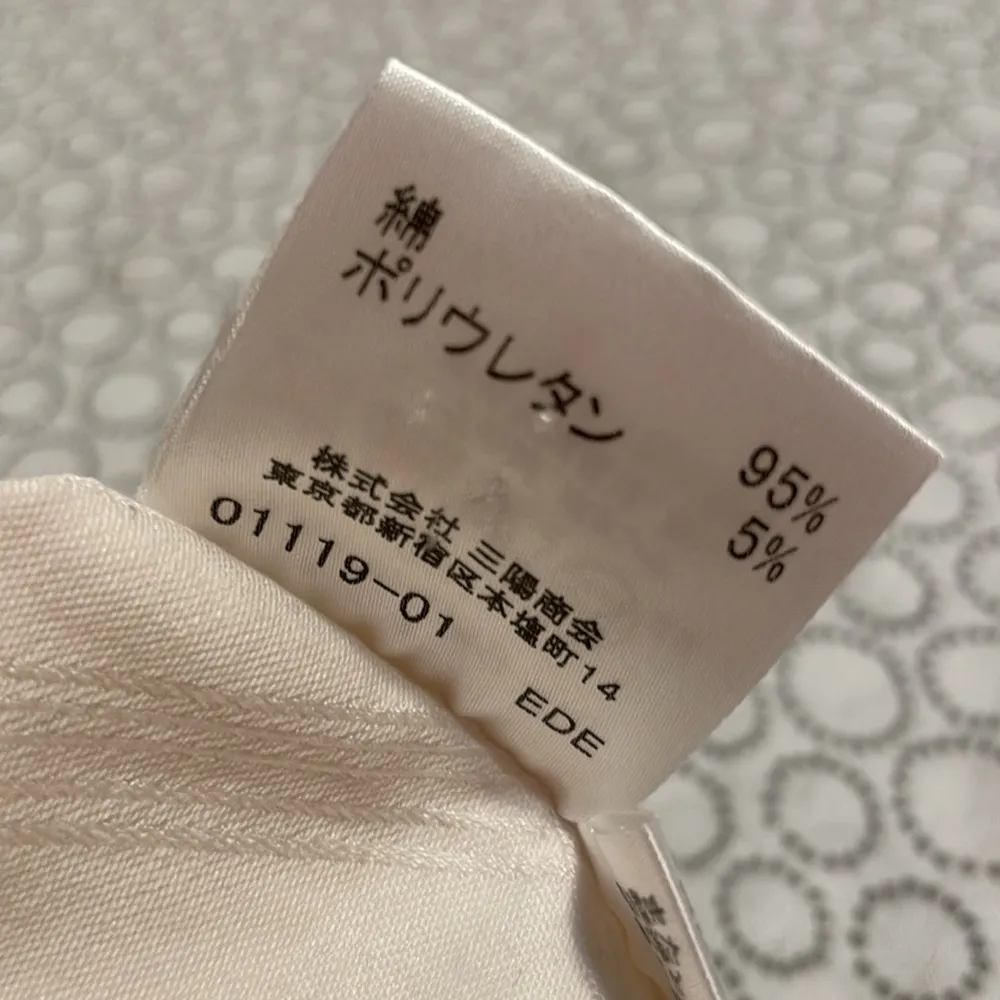 綿 95%
ポリウレタン 5%
株式会社 三陽商会
東京都新宿区本塩町14
01119-01 EDE